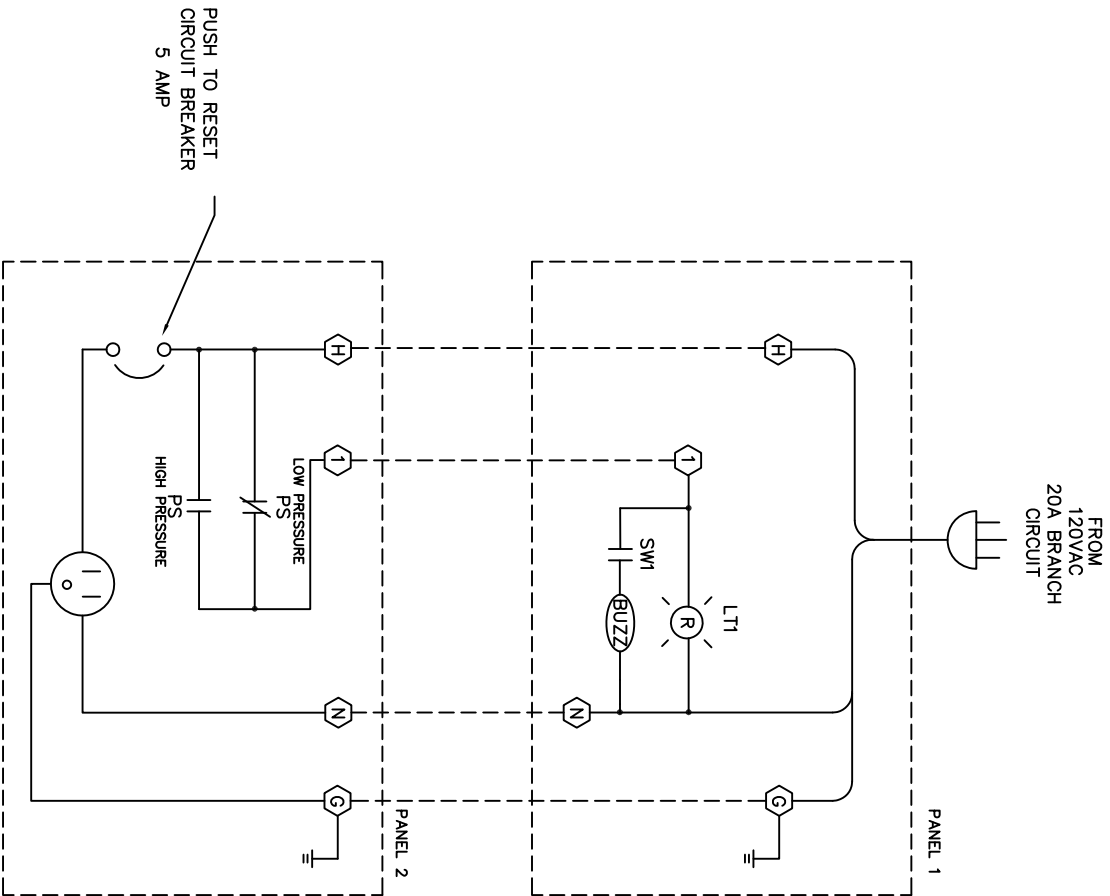 FROM
120VAC
20A BRANCH
CIRCUIT
PANEL 1
H
1
SW1
BUZZ
LT1
R
N
G
PANEL 2
H
1
LOW PRESSURE
PS
PS
HIGH PRESSURE
N
G
PUSH TO RESET
CIRCUIT BREAKER
5 AMP